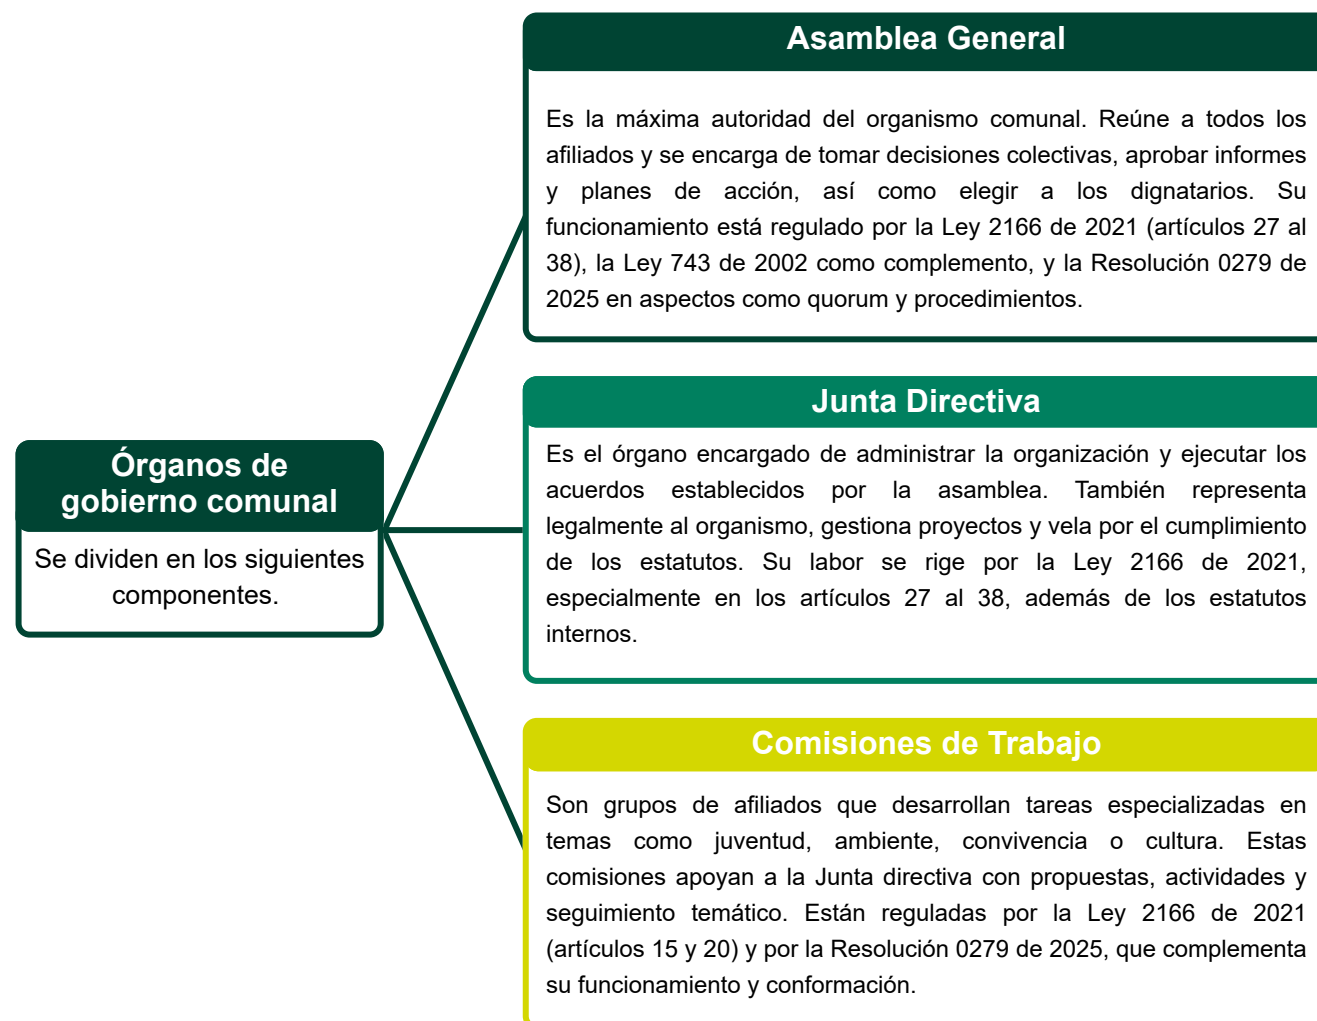 Asamblea General
Es la máxima autoridad del organismo comunal. Reúne a todos los
afiliados y se encarga de tomar decisiones colectivas, aprobar informes
y planes de acción, así como elegir a los dignatarios. Su
funcionamiento está regulado por la Ley 2166 de 2021 (artículos 27 al
38), la Ley 743 de 2002 como complemento, y la Resolución 0279 de
2025 en aspectos como quorum y procedimientos.
Órganos de
gobierno comunal
Se dividen en los siguientes
componentes.
Junta Directiva
Es el órgano encargado de administrar la organización y ejecutar los
acuerdos establecidos por la asamblea. También representa
legalmente al organismo, gestiona proyectos y vela por el cumplimiento
de los estatutos. Su labor se rige por la Ley 2166 de 2021,
especialmente en los artículos 27 al 38, además de los estatutos
internos.
Comisiones de Trabajo
Son grupos de afiliados que desarrollan tareas especializadas en
temas como juventud, ambiente, convivencia o cultura. Estas
comisiones apoyan a la Junta directiva con propuestas, actividades y
seguimiento temático. Están reguladas por la Ley 2166 de 2021
(artículos 15 y 20) y por la Resolución 0279 de 2025, que complementa
su funcionamiento y conformación.